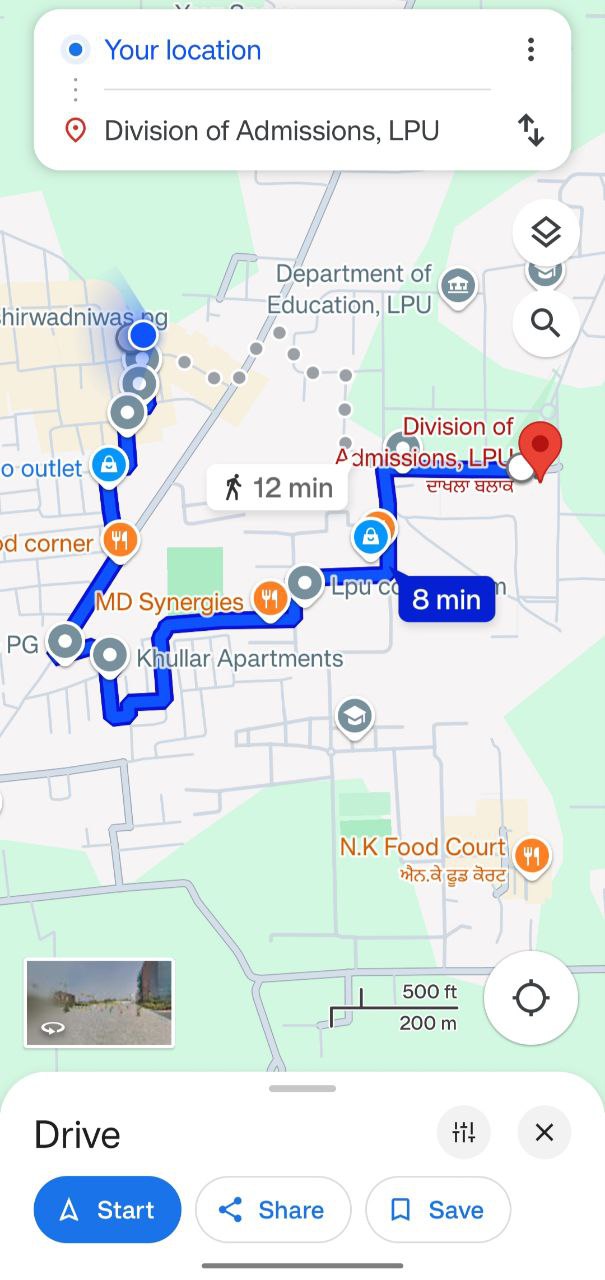 Your location
Division of Admissions, LPU
Department of
Education, LPU
hirwadniwas pg
Division of
Admissions, LPU
ਦਾਖਲਾ ਬਲਾਕ
o outlet
12 min
od corner
MD Synergies
Lpu
8 min
PG
Khullar Apartments
N.K Food Court
ਐਨ.ਕੇ ਫੂਡ ਕੋਰਟ
500 ft
200 m
Drive
Start
Share
Save